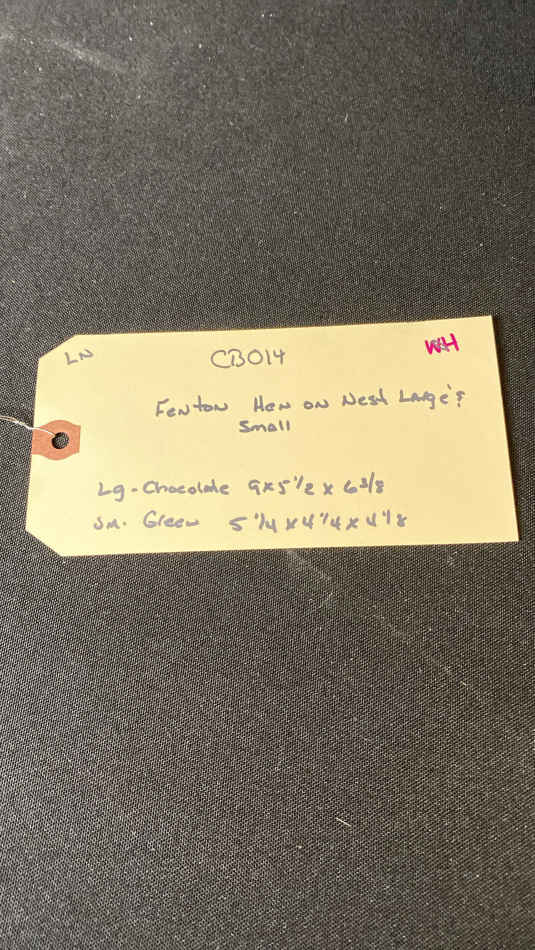 LN CB014 WH
Fenton Hen on Nest Large &
Small
Lg - Chocolate 9x5 1/2 x 6 3/8
Sm. Green 5 1/4 x 4 1/4 x 4 1/8